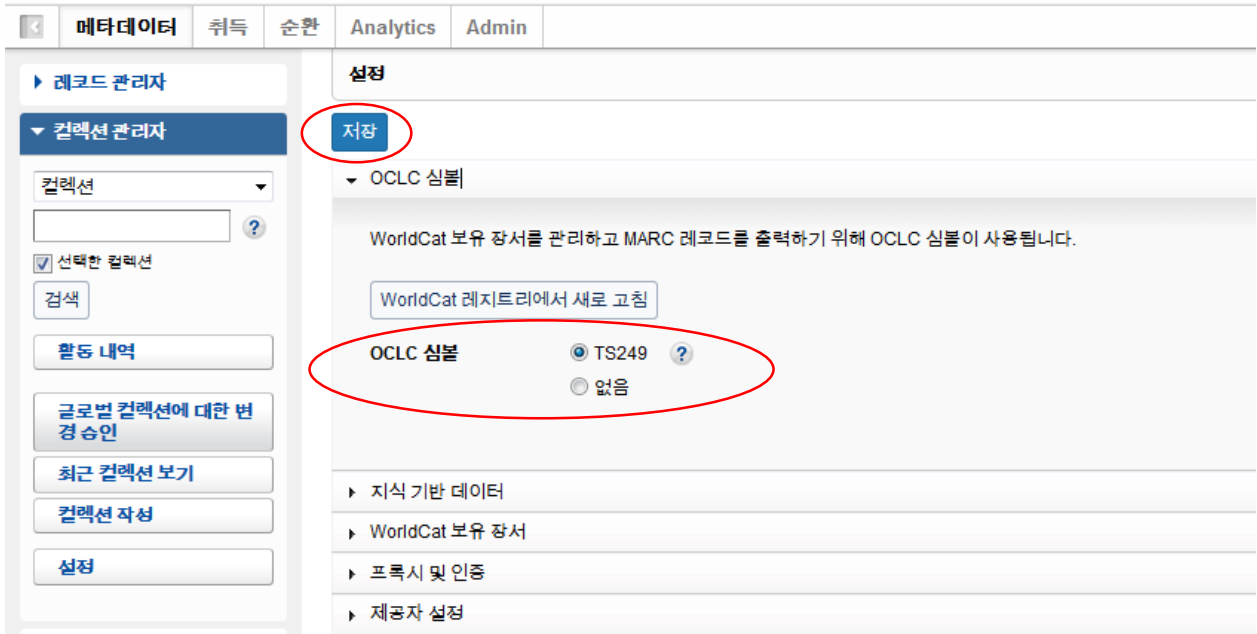 메타데이터 취득 순환 Analytics Admin
레코드 관리자
컬렉션 관리자
컬렉션
?
선택한 컬렉션
검색
활동 내역
글로벌 컬렉션에 대한 변
경 승인
최근 컬렉션 보기
컬렉션 작성
설정
설정
저장
OCLC 심볼
WorldCat 보유 장서를 관리하고 MARC 레코드를 출력하기 위해 OCLC 심볼이 사용됩니다.
WorldCat 레지트리에서 새로 고침
OCLC 심볼 TS249 ?
없음
지식 기반 데이터
WorldCat 보유 장서
프록시 및 인증
제공자 설정